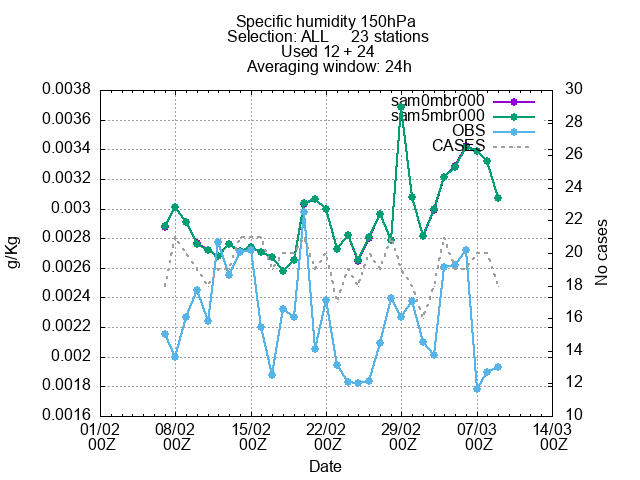 Specific humidity 150hPa
Selection: ALL 23 stations
Used 12 + 24
Averaging window: 24h
sam0mbr000
sam5mbr000
OBS
CASES
g/Kg
0.0038
0.0036
0.0034
0.0032
0.003
0.0028
0.0026
0.0024
0.0022
0.002
0.0018
0.0016
30
28
26
24
22
20
18
16
14
12
10
No cases
01/02 08/02 15/02 22/02 29/02 07/03 14/03
00Z 00Z 00Z 00Z 00Z 00Z 00Z
Date